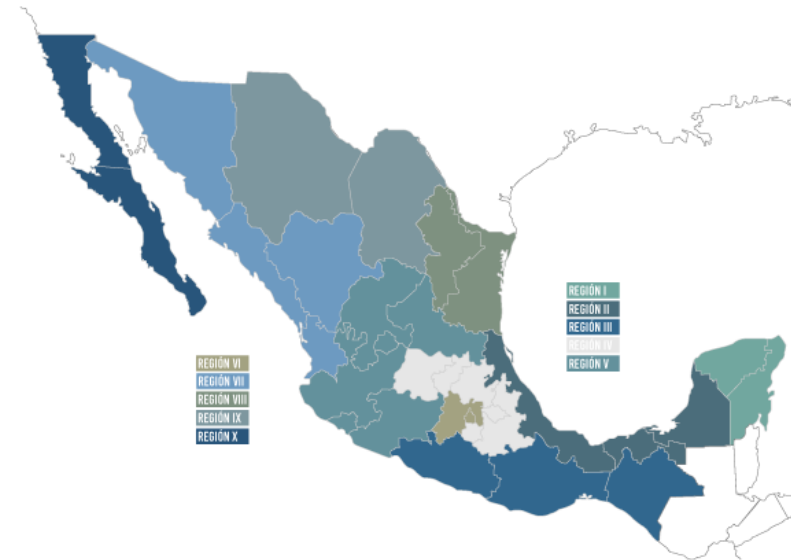 REGIÓN I
REGIÓN II
REGIÓN III
REGIÓN IV
REGIÓN V
REGIÓN VI
REGIÓN VII
REGIÓN VIII
REGIÓN IX
REGIÓN X